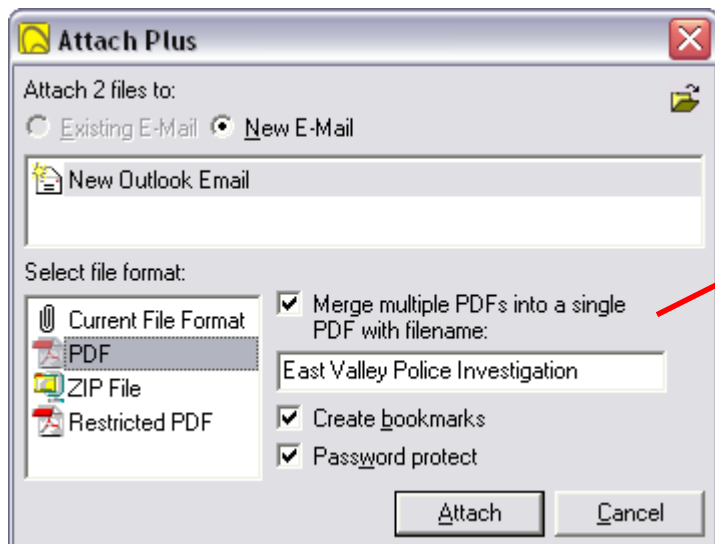 Attach Plus
Attach 2 files to:
Existing E-Mail New E-Mail
New Outlook Email
Select file format:
Current File Format
PDF
ZIP File
Restricted PDF
Merge multiple PDFs into a single
PDF with filename:
East Valley Police Investigation
Create bookmarks
Password protect
Attach Cancel